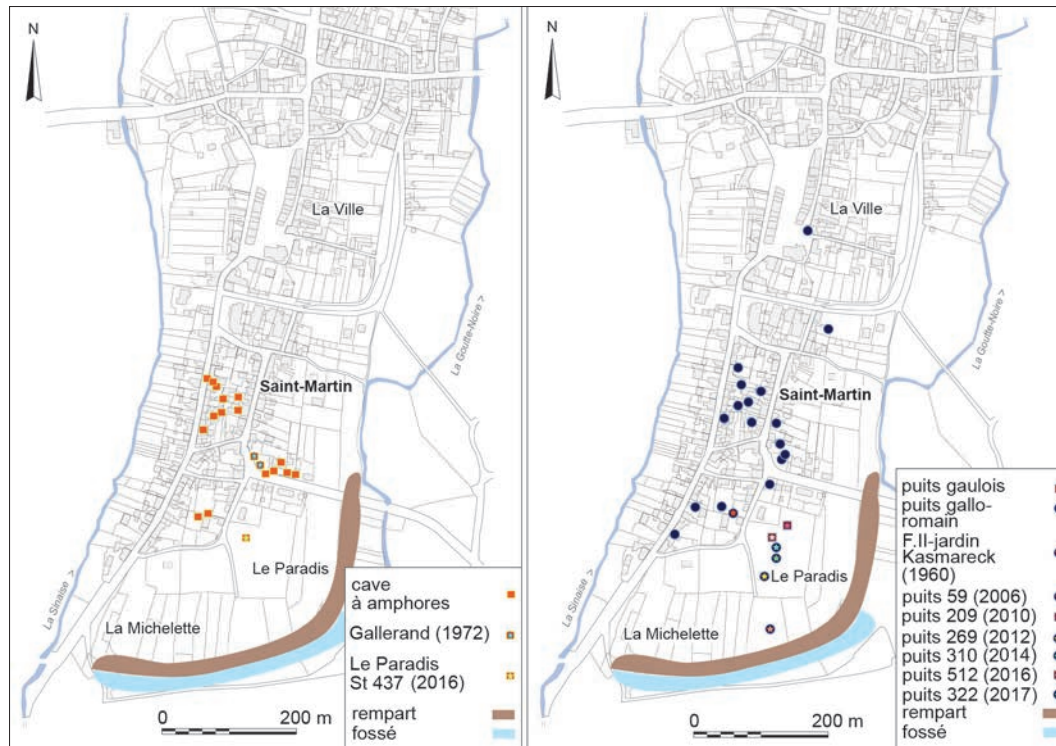 N
La Ville
Saint-Martin
La Goutte-Noire >
La Sinaise >
Le Paradis
La Michelette
0 200 m
cave
à amphores
Gallerand (1972)
Le Paradis
St 437 (2016)
rempart
fossé
N
La Ville
Saint-Martin
La Goutte-Noire >
La Sinaise >
Le Paradis
La Michelette
0 200 m
puits gaulois
puits gallo-
romain
F.II-jardin
Kasmareck
(1960)
puits 59 (2006)
puits 209 (2010)
puits 269 (2012)
puits 310 (2014)
puits 512 (2016)
puits 322 (2017)
rempart
fossé